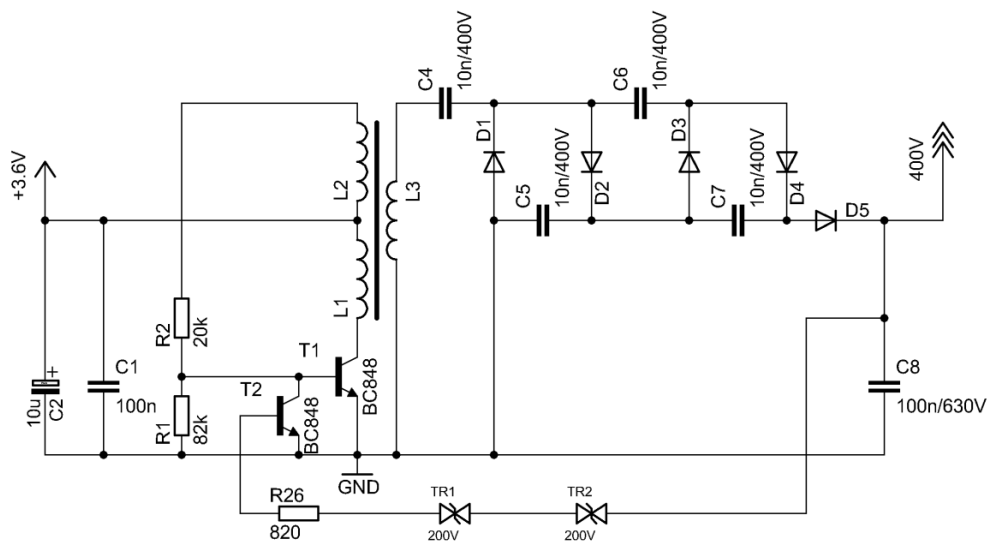 C4
10n/400V
C6
10n/400V
+3.6V
L2
L3
D1
C5
10n/400V
D2
D3
C7
10n/400V
D4
D5
400V
L1
R2
20k
T1
BC848
C1
100n
+
10u
C2
R1
82k
T2
BC848
C8
100n/630V
GND
R26
820
TR1
200V
TR2
200V